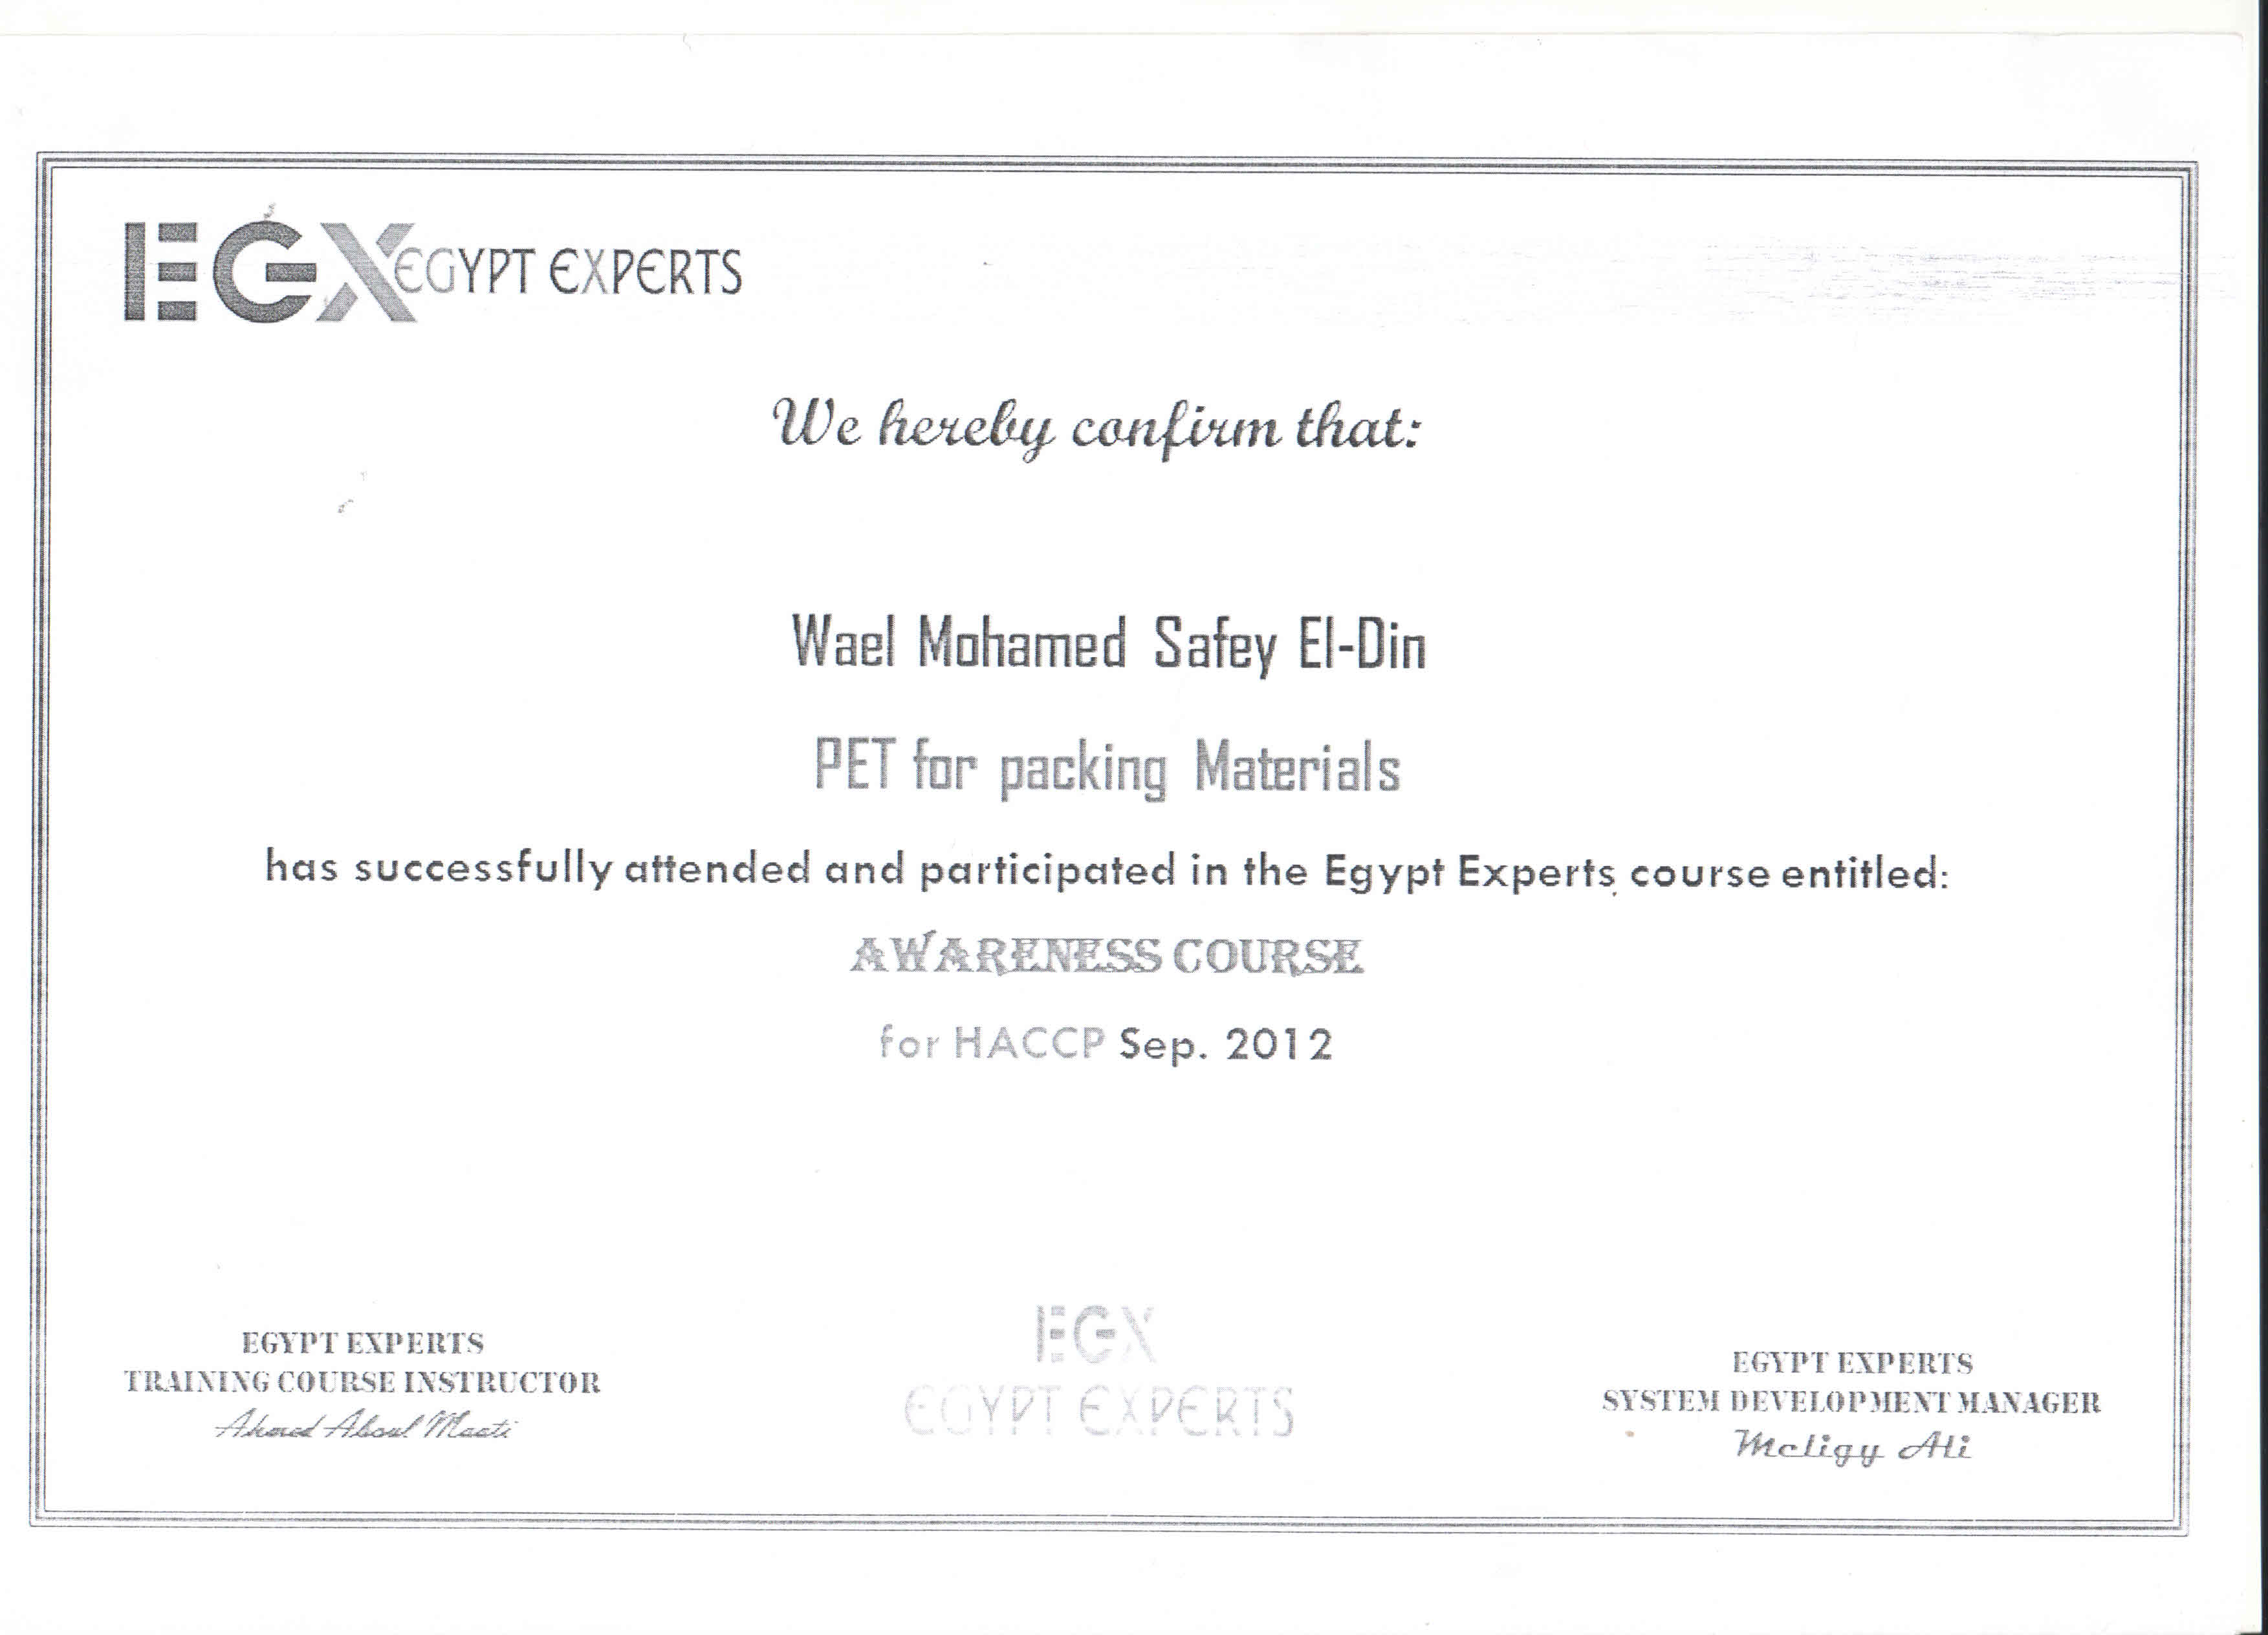 EGX EGYPT EXPERTS
We hereby confirm that:
Wael Mohamed Safey El-Din
PET for packing Materials
has successfully attended and participated in the Egypt Experts course entitled:
AWARENESS COURSE
for HACCP Sep. 2012
EGYPT EXPERTS
TRAINING COURSE INSTRUCTOR
Ahmed Aboul Maati
EGX
EGYPT EXPERTS
EGYPT EXPERTS
SYSTEM DEVELOPMENT MANAGER
Meligy Ali